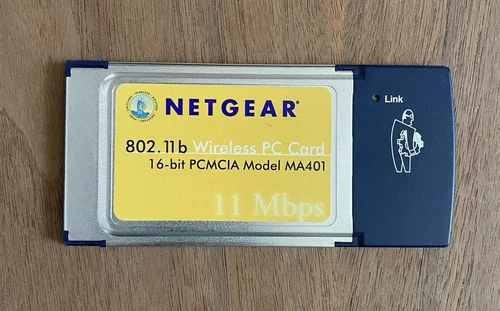 NETGEAR®
Link
802.11b Wireless PC Card
16-bit PCMCIA Model MA401
11 Mbps